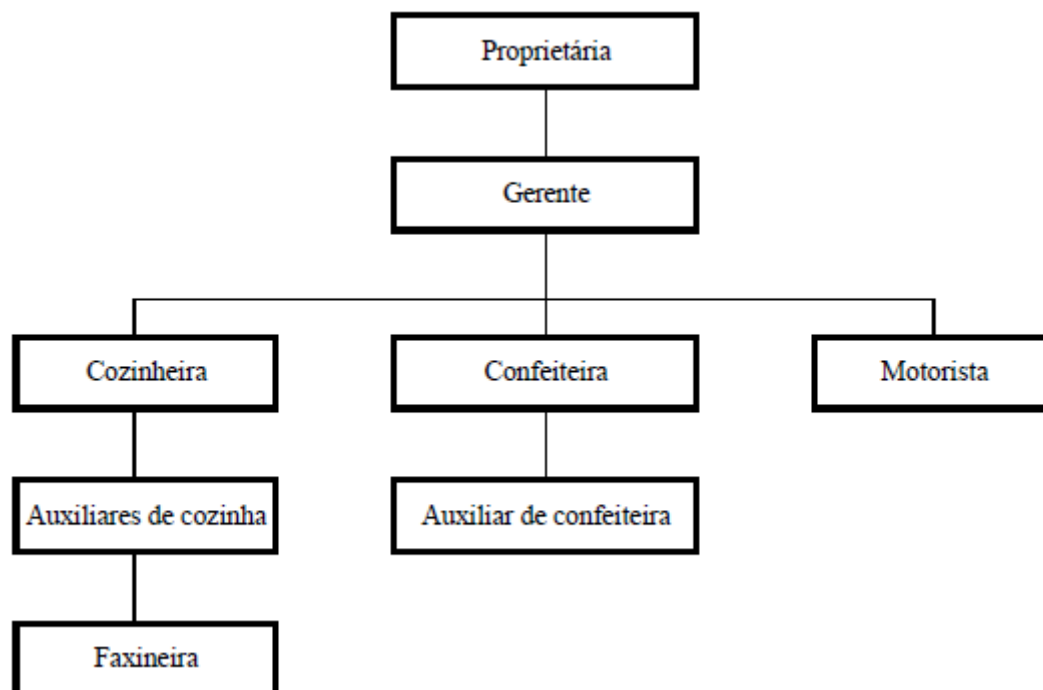 Proprietária
Gerente
Cozinheira
Confeiteira
Motorista
Auxiliares de cozinha
Auxiliar de confeiteira
Faxineira